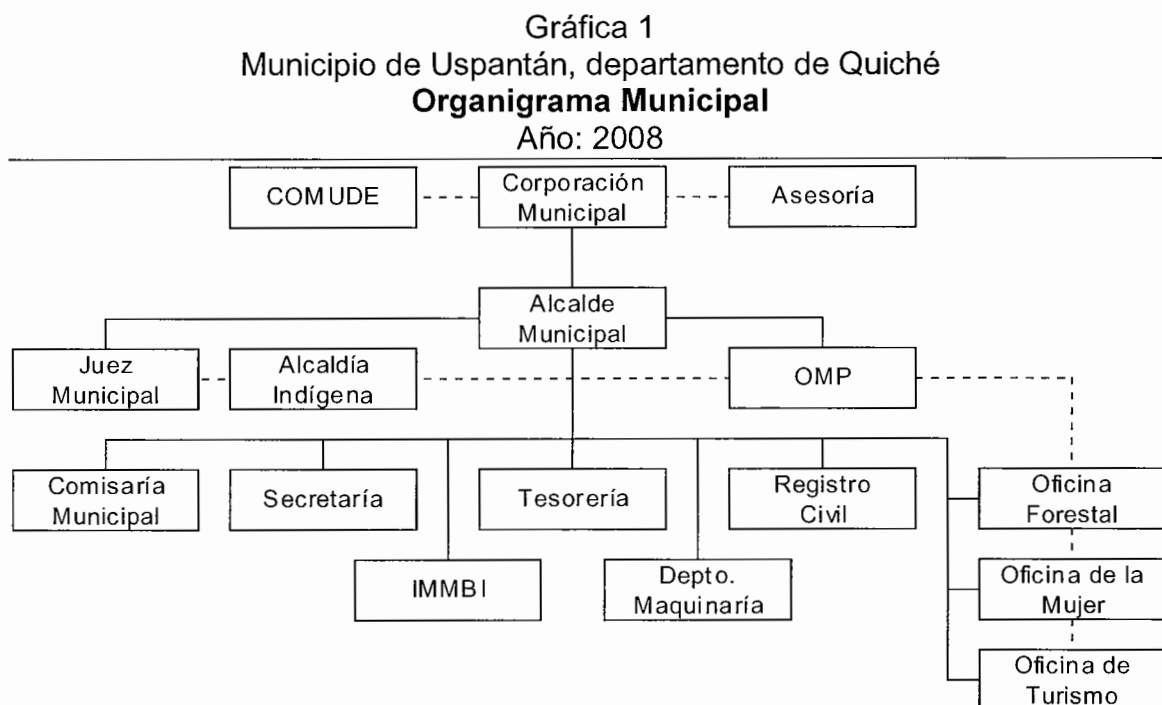 Gráfica 1
Municipio de Uspantán, departamento de Quiché
Organigrama Municipal
Año: 2008
COMUDE
Corporación
Municipal
Asesoría
Alcalde
Municipal
Juez
Municipal
Alcaldía
Indígena
OMP
Comisaría
Municipal
Secretaría
Tesorería
Registro
Civil
Oficina
Forestal
IMMBI
Depto.
Maquinaría
Oficina de la
Mujer
Oficina de
Turismo